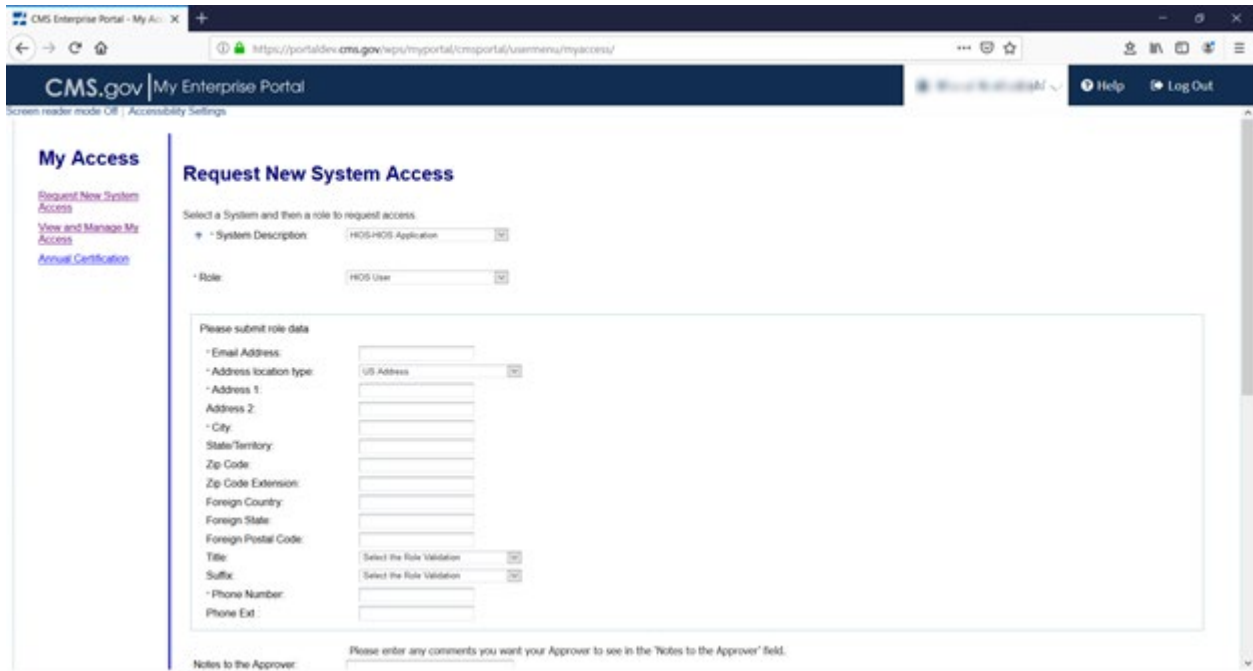 CMS Enterprise Portal - My Acc
https://portaldev.cms.gov/wps/myportal/cmsportal/usermenu/myaccess/
CMS.gov | My Enterprise Portal
Help
Log Out
Screen reader mode Off | Accessibility Settings
My Access
Request New System
Access
View and Manage My
Access
Annual Certification
Request New System Access
Select a System and then a role to request access.
* System Description: HIOS-HIOS Application
* Role: HIOS User
Please submit role data
* Email Address:
* Address location type: US Address
* Address 1:
Address 2:
* City:
State/Territory:
Zip Code:
Zip Code Extension:
Foreign Country:
Foreign State:
Foreign Postal Code:
Title: Select the Role Validation
Suffix: Select the Role Validation
* Phone Number:
Phone Ext :
Please enter any comments you want your Approver to see in the 'Notes to the Approver' field.
Notes to the Approver: